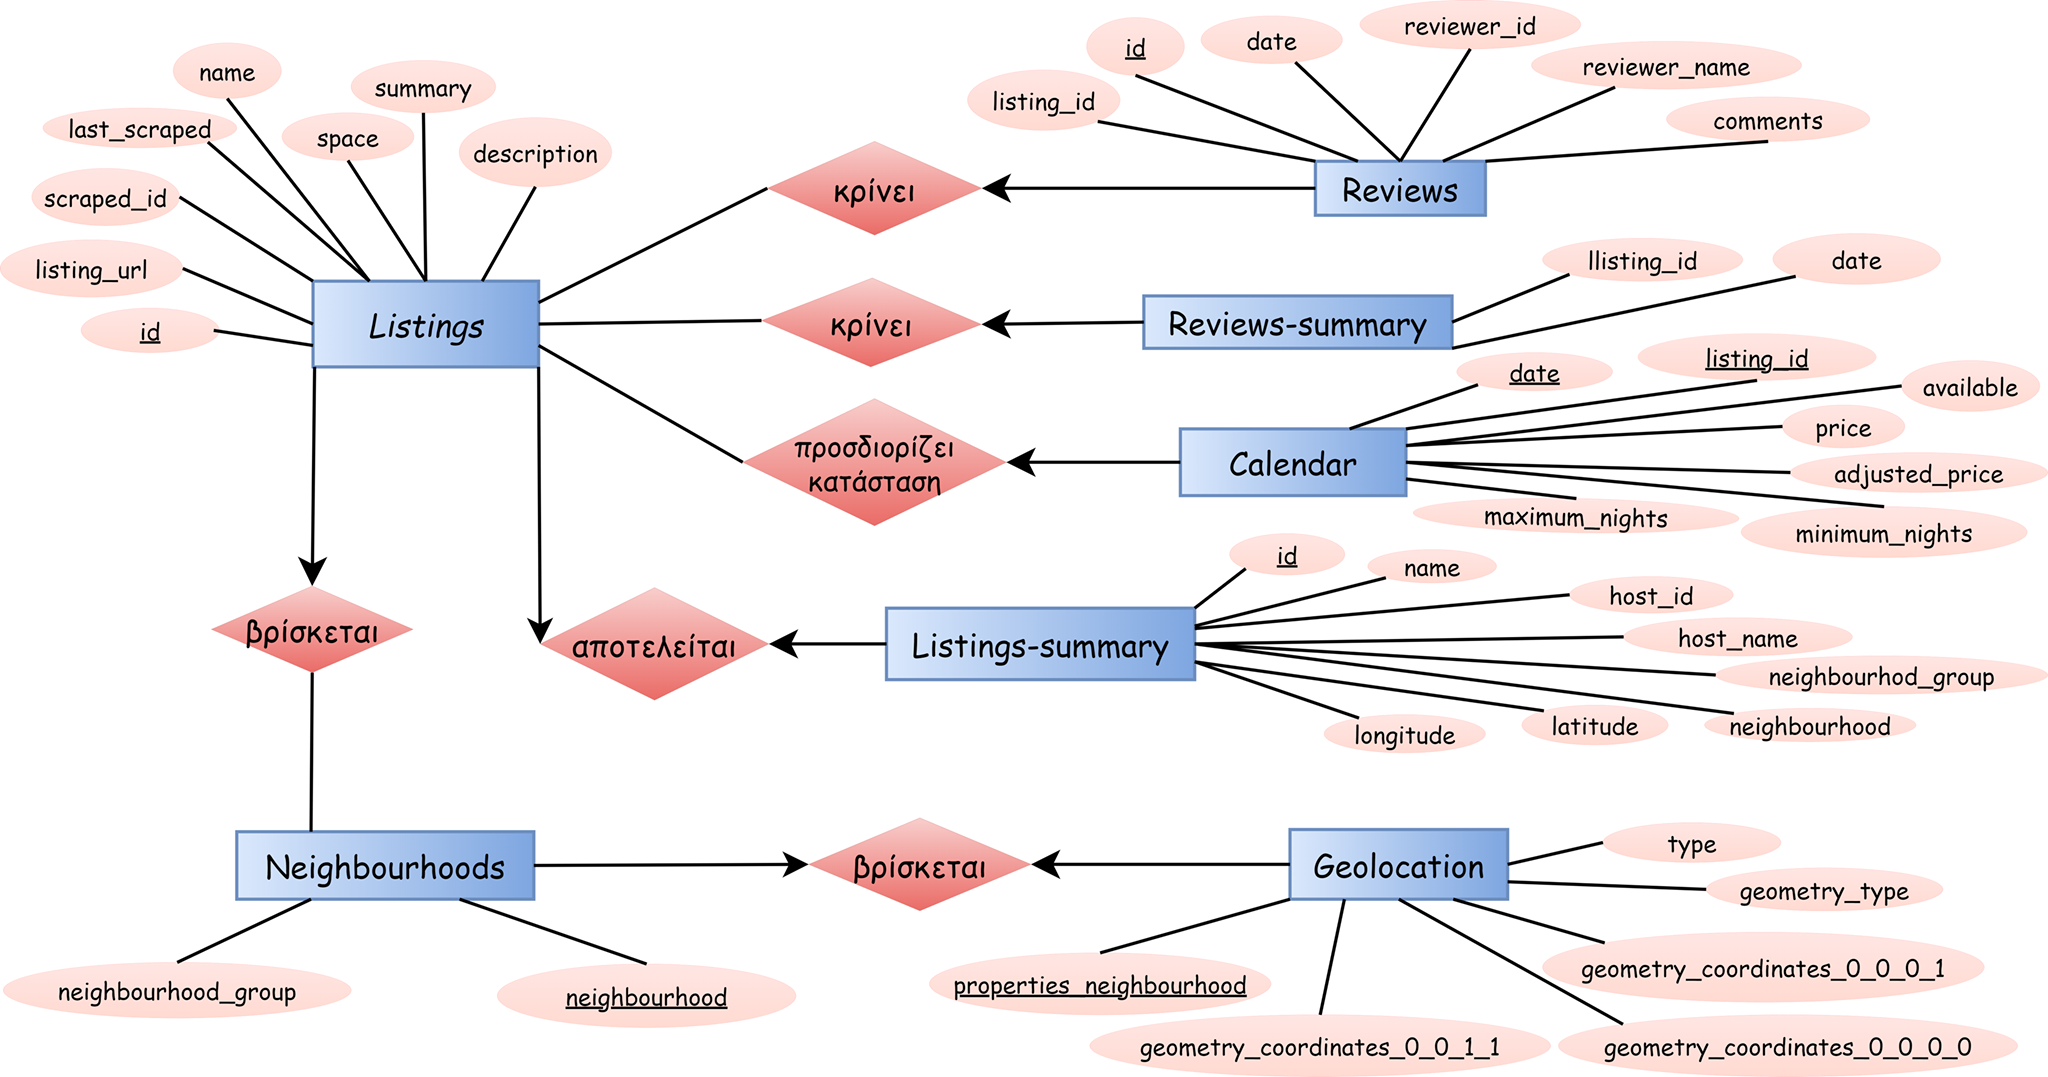 reviewer_id
id
date
reviewer_name
name
summary
listing_id
last_scraped
space
description
comments
scraped_id
κρίνει
Reviews
listing_url
llisting_id
date
id
Listings
κρίνει
Reviews-summary
date
listing_id
available
price
προσδιορίζει
κατάσταση
Calendar
adjusted_price
maximum_nights
minimum_nights
id
name
host_id
βρίσκεται
αποτελείται
Listings-summary
host_name
neighbourhod_group
longitude
latitude
neighbourhood
Neighbourhoods
βρίσκεται
Geolocation
type
geometry_type
neighbourhood_group
neighbourhood
properties_neighbourhood
geometry_coordinates_0_0_0_1
geometry_coordinates_0_0_1_1
geometry_coordinates_0_0_0_0